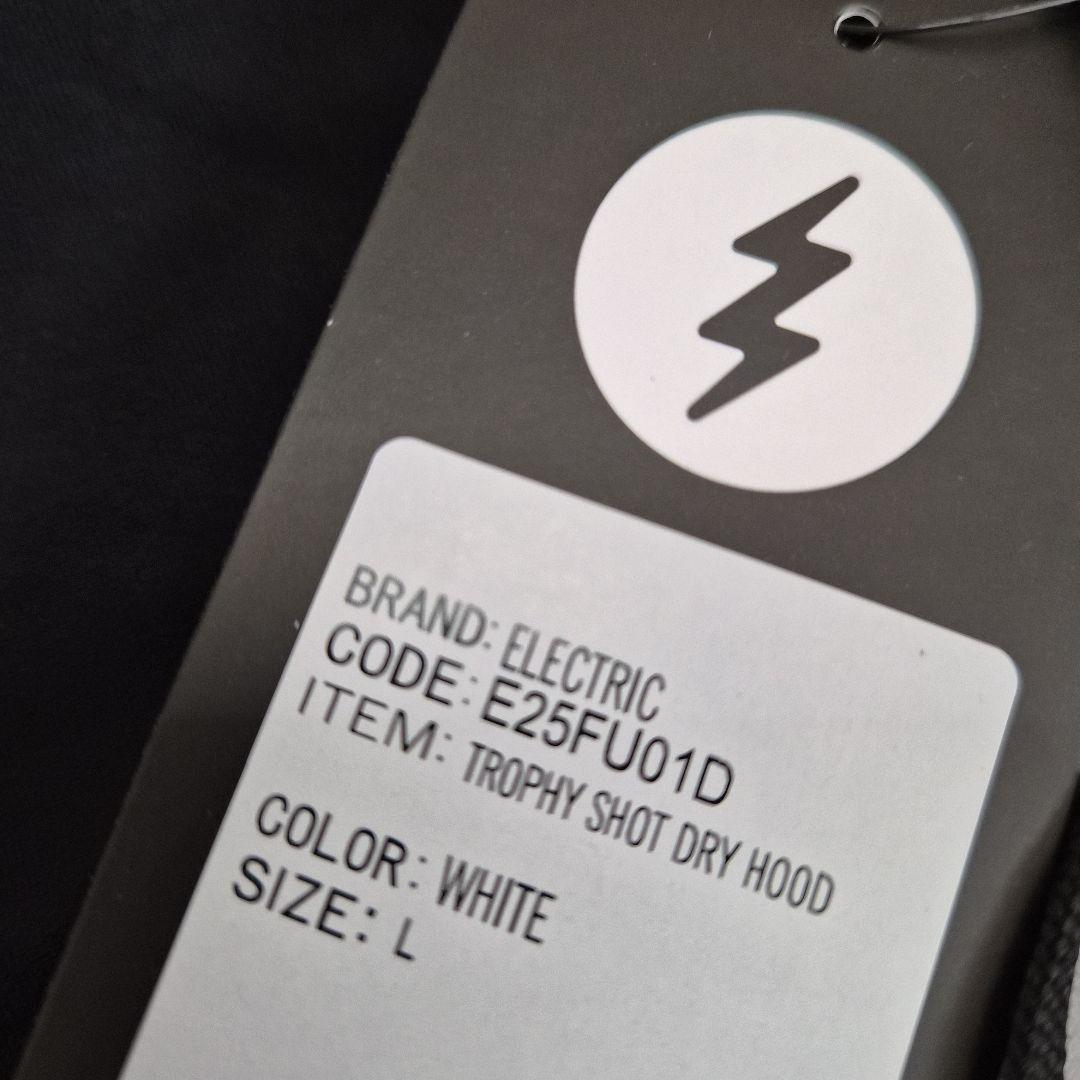 BRAND: ELECTRIC
CODE: E25FU01D
ITEM: TROPHY SHOT DRY HOOD
COLOR: WHITE
SIZE: L